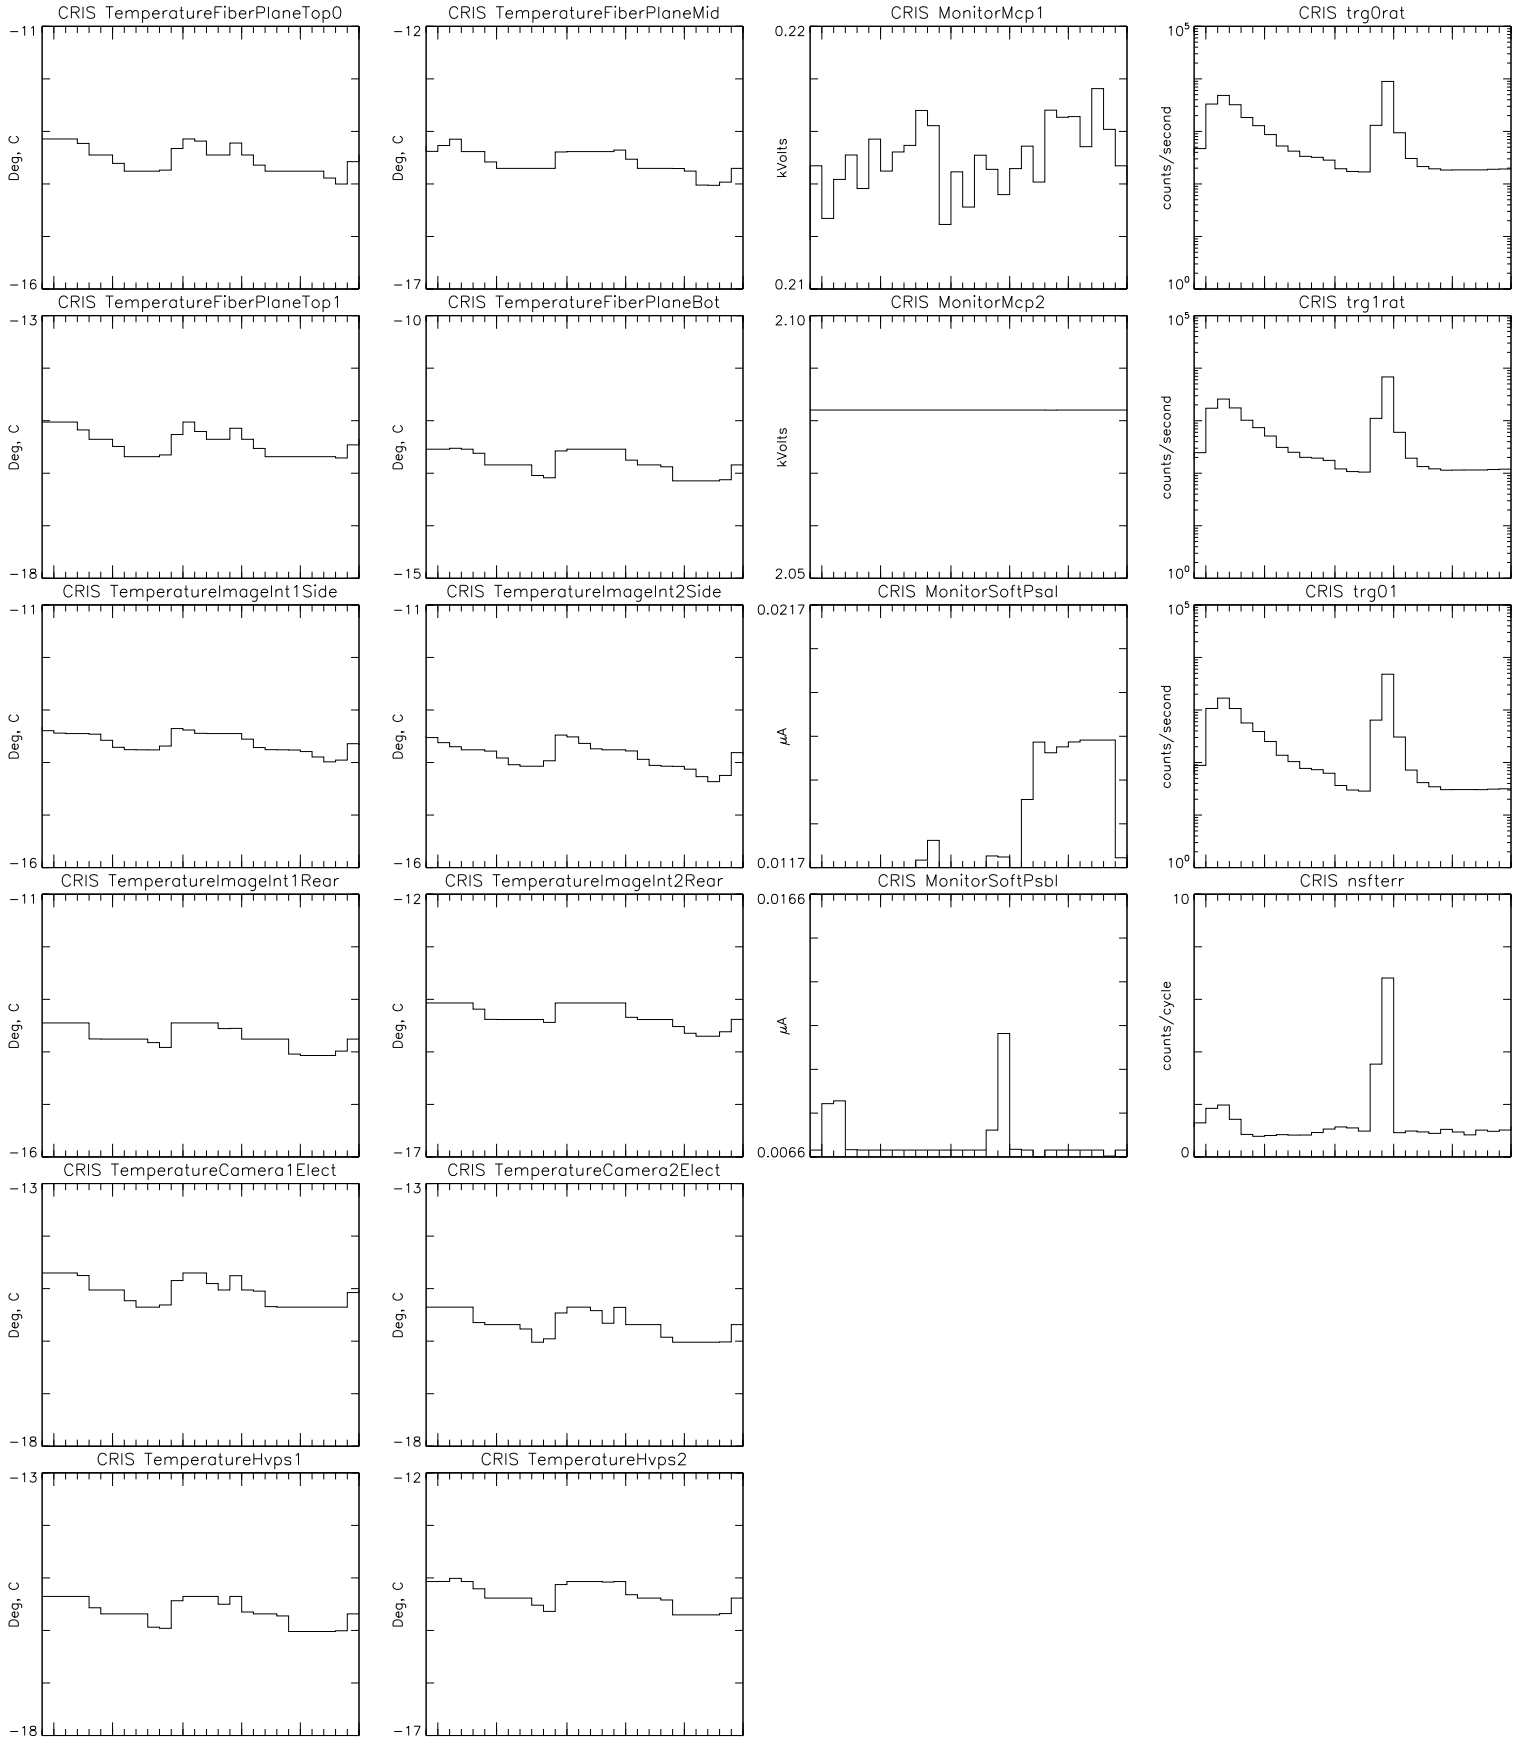 CRIS TemperatureFiberPlaneTop0
-11
Deg, C
-16
CRIS TemperatureFiberPlaneMid
-12
Deg, C
-17
CRIS MonitorMcp1
0.22
kVolts
0.21
CRIS trg0rat
10^5
counts/second
10^0
CRIS TemperatureFiberPlaneTop1
-13
Deg, C
-18
CRIS TemperatureFiberPlaneBot
-10
Deg, C
-15
CRIS MonitorMcp2
2.10
kVolts
2.05
CRIS trg1rat
10^5
counts/second
10^0
CRIS TemperatureImageInt1Side
-11
Deg, C
-16
CRIS TemperatureImageInt2Side
-11
Deg, C
-16
CRIS MonitorSoftPsaI
0.0217
μA
0.0117
CRIS trg01
10^5
counts/second
10^0
CRIS TemperatureImageInt1Rear
-11
Deg, C
-16
CRIS TemperatureImageInt2Rear
-12
Deg, C
-17
CRIS MonitorSoftPsbI
0.0166
μA
0.0066
CRIS nsfterr
10
counts/cycle
0
CRIS TemperatureCamera1Elect
-13
Deg, C
-18
CRIS TemperatureCamera2Elect
-13
Deg, C
-18
CRIS TemperatureHvps1
-13
Deg, C
-18
CRIS TemperatureHvps2
-12
Deg, C
-17